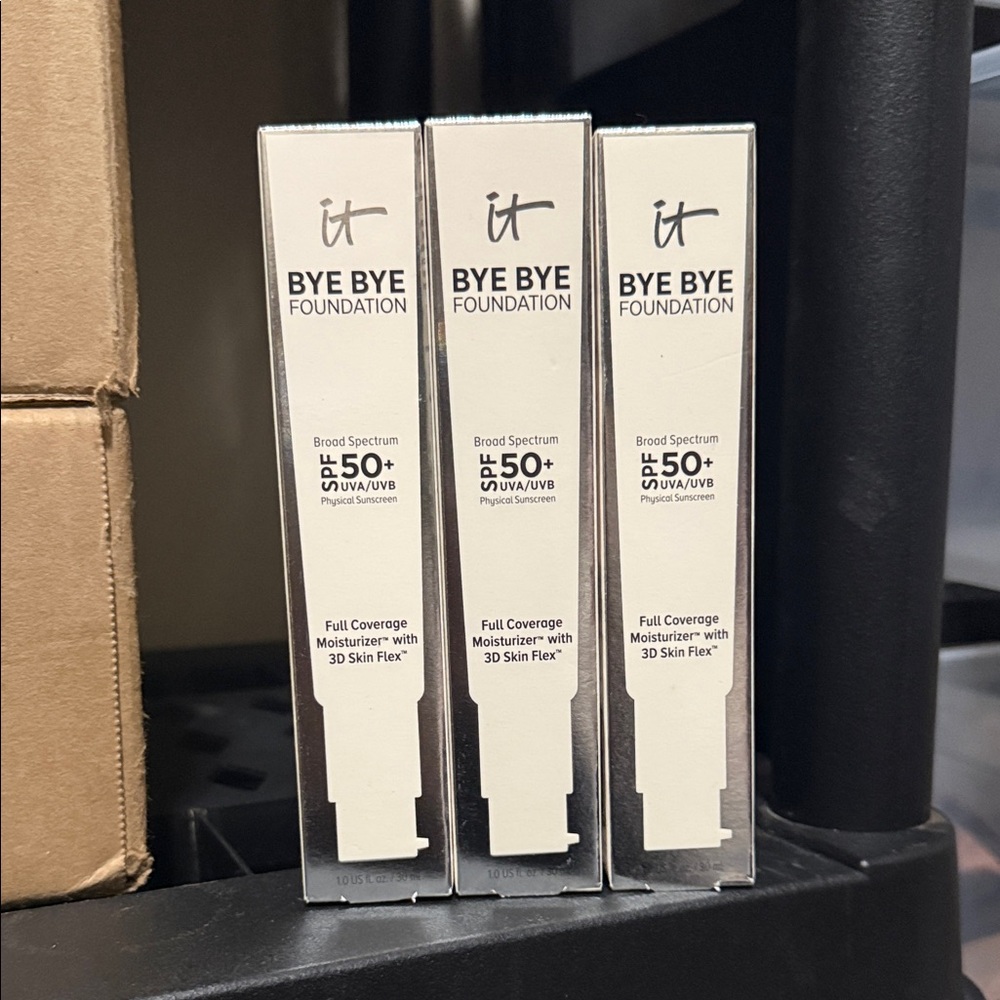 it
BYE BYE
FOUNDATION
Broad Spectrum
SPF 50+
UVA/UVB
Physical Sunscreen
Full Coverage
Moisturizer™ with
3D Skin Flex™
1.0 US fl. oz. / 30
it
BYE BYE
FOUNDATION
Broad Spectrum
SPF 50+
UVA/UVB
Physical Sunscreen
Full Coverage
Moisturizer™ with
3D Skin Flex™
1.0 US fl. oz. / 30
it
BYE BYE
FOUNDATION
Broad Spectrum
SPF 50+
UVA/UVB
Physical Sunscreen
Full Coverage
Moisturizer™ with
3D Skin Flex™